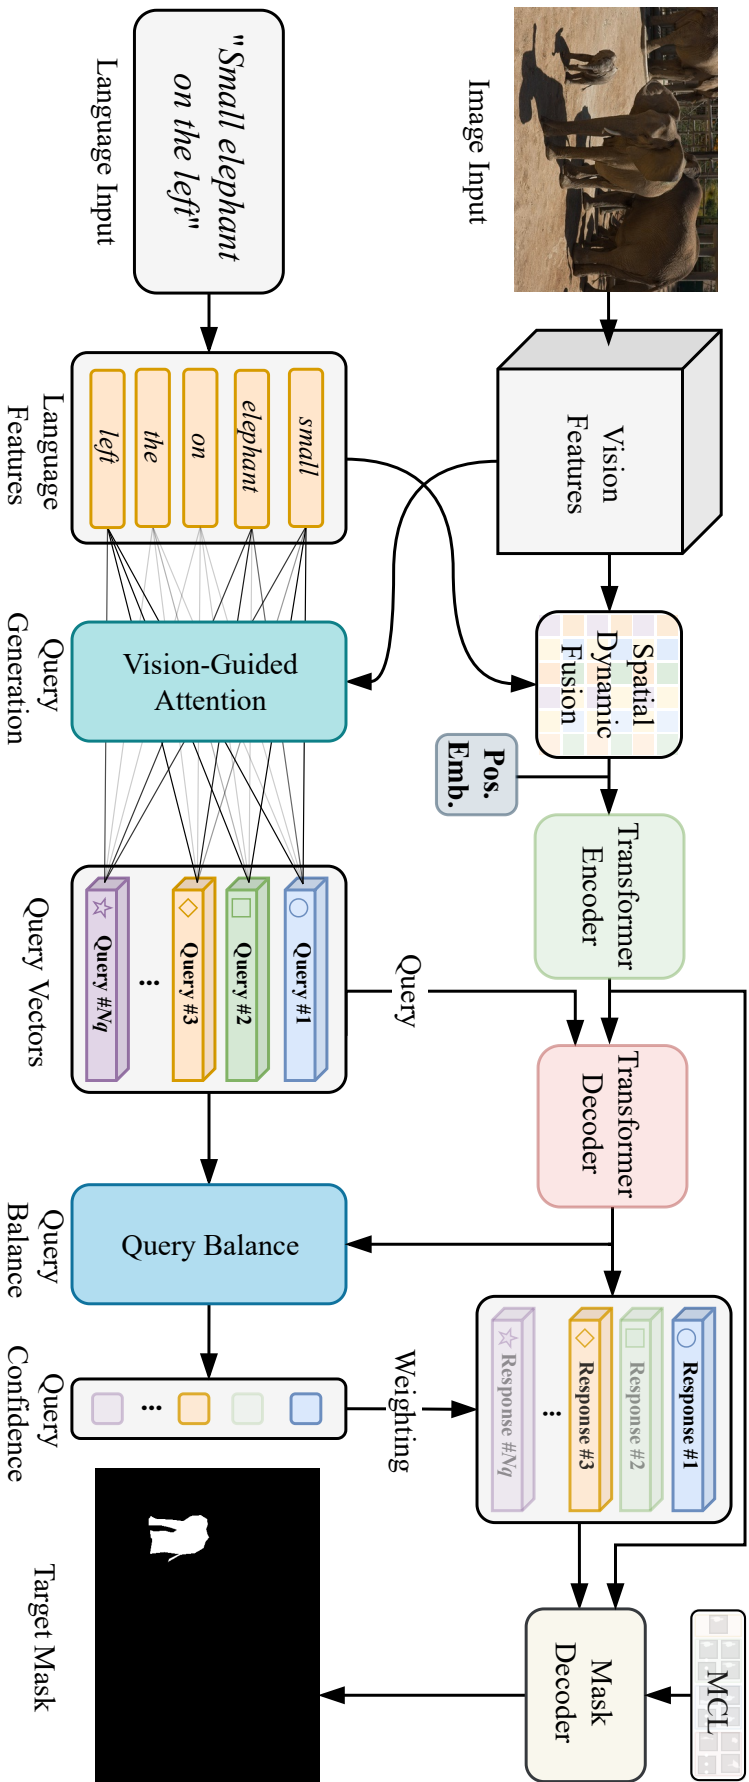 Image Input
"Small elephant
on the left"
Language Input
Vision
Features
small
elephant
on
the
left
Language
Features
Spatial
Dynamic
Fusion
Vision-Guided
Attention
Query
Generation
Pos.
Emb.
Transformer
Encoder
Query #1
Query #2
Query #3
...
Query #Nq
Query Vectors
Query
Transformer
Decoder
Query Balance
Query
Balance
Response #1
Response #2
Response #3
...
Response #Nq
Weighting
...
Query
Confidence
MCL
Mask
Decoder
Target Mask